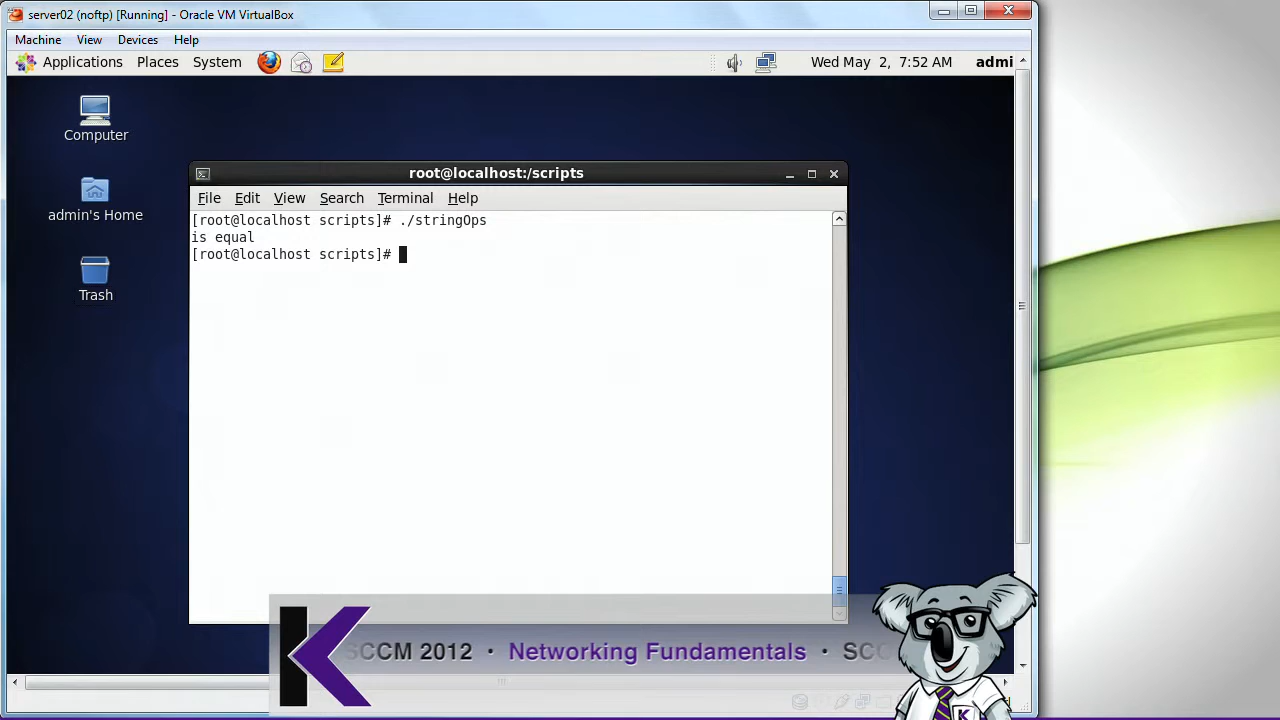 server02 (noftp) [Running] - Oracle VM VirtualBox
Machine View Devices Help
Applications Places System Wed May 2, 7:52 AM admi
Computer
admin's Home
Trash
root@localhost:/scripts
File Edit View Search Terminal Help
[root@localhost scripts]# ./stringOps
is equal
[root@localhost scripts]#
K SCCM 2012 • Networking Fundamentals • SCC
K